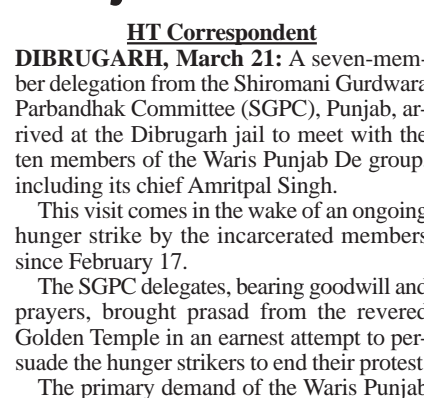 HT Correspondent
DIBRUGARH, March 21: A seven-mem-
ber delegation from the Shiromani Gurdwara
Parbandhak Committee (SGPC), Punjab, ar-
rived at the Dibrugarh jail to meet with the
ten members of the Waris Punjab De group
including its chief Amritpal Singh.
This visit comes in the wake of an ongoing
hunger strike by the incarcerated members
since February 17.
The SGPC delegates, bearing goodwill and
prayers, brought prasad from the revered
Golden Temple in an earnest attempt to per-
suade the hunger strikers to end their protest
The primary demand of the Waris Punjab